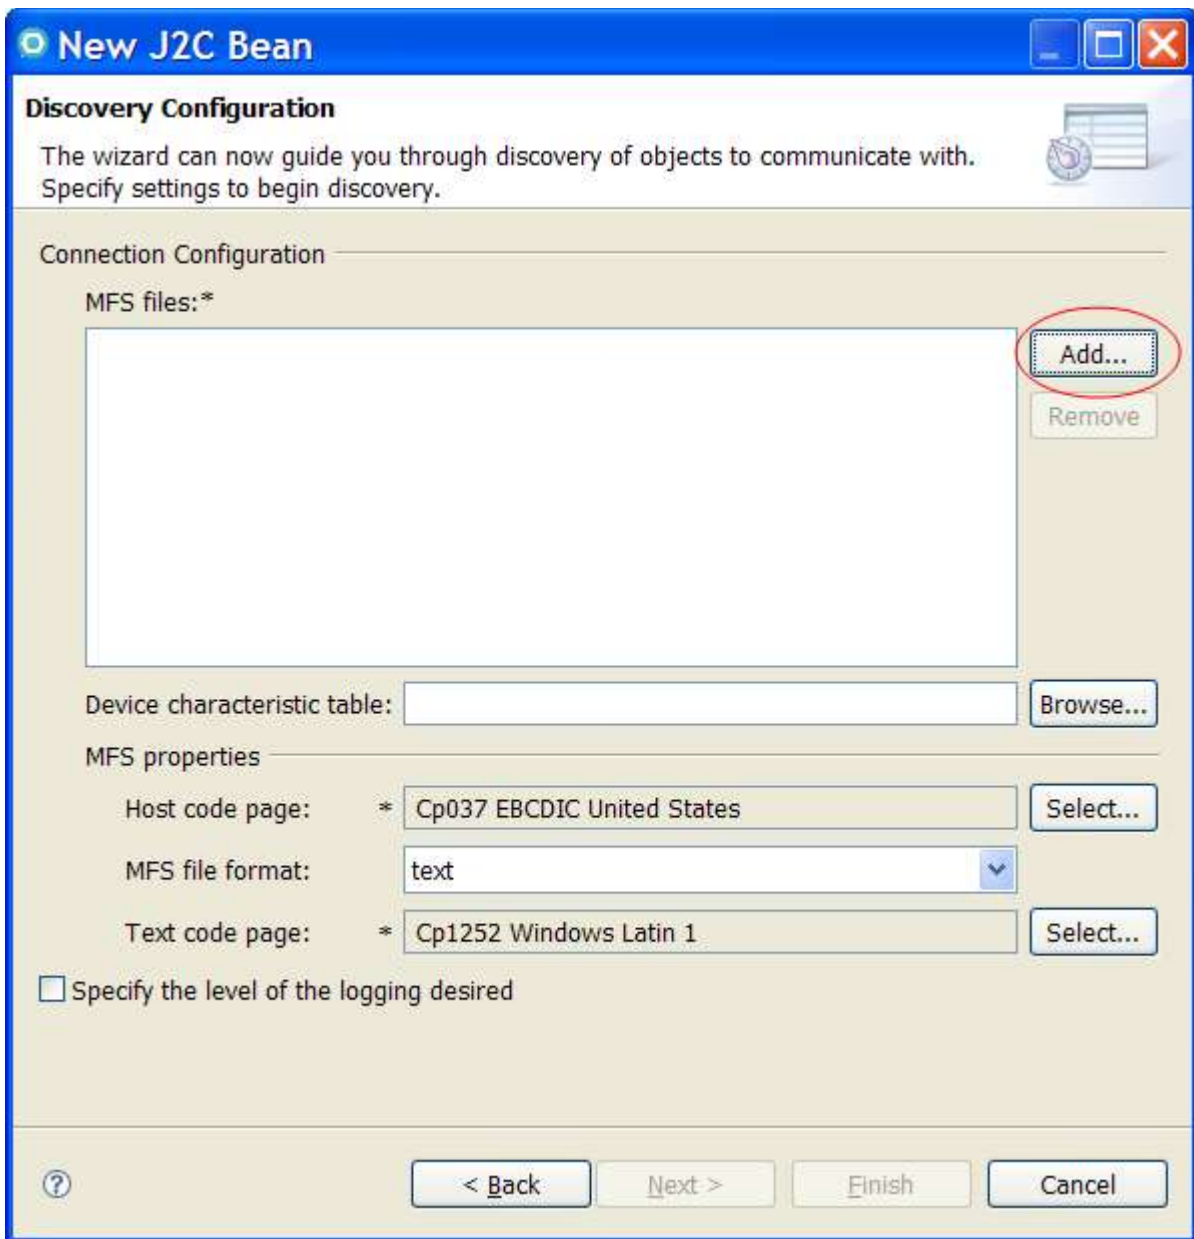 New J2C Bean
Discovery Configuration
The wizard can now guide you through discovery of objects to communicate with.
Specify settings to begin discovery.
Connection Configuration
MFS files:*
Add...
Remove
Device characteristic table:
Browse...
MFS properties
Host code page: * Cp037 EBCDIC United States Select...
MFS file format: text
Text code page: * Cp1252 Windows Latin 1 Select...
Specify the level of the logging desired
? < Back Next > Finish Cancel